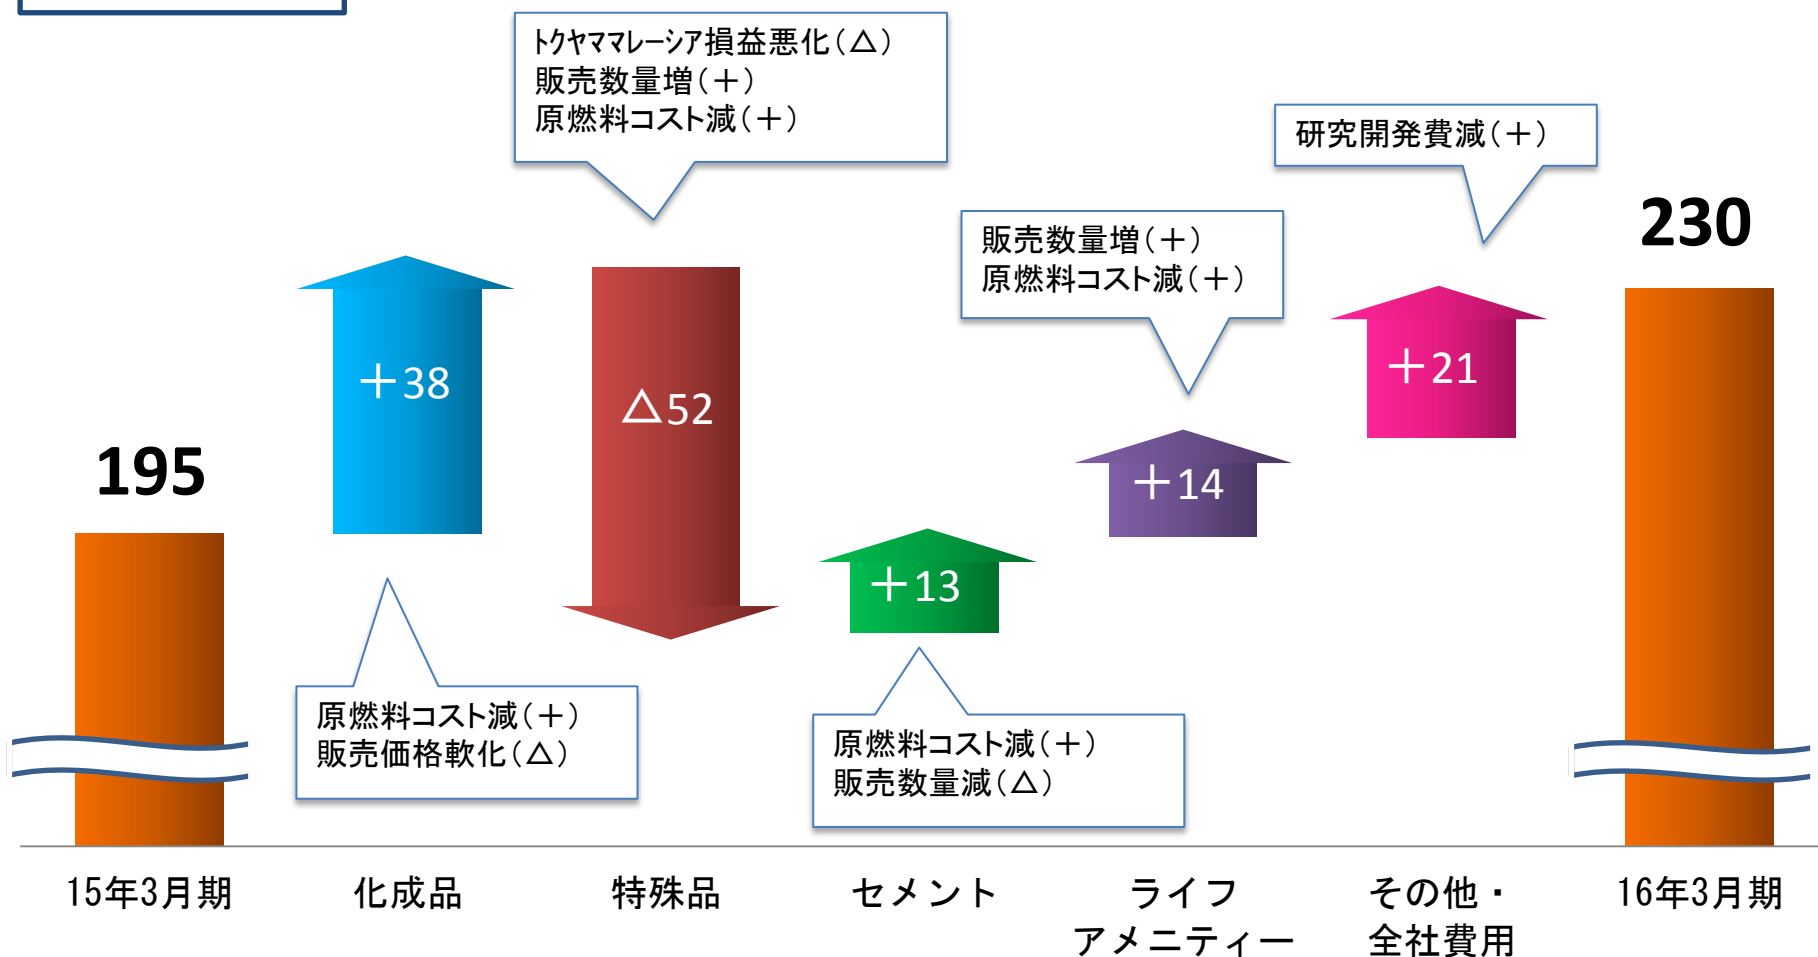 トクヤママレーシア損益悪化(△)
販売数量増(＋)
原燃料コスト減(＋)
研究開発費減(＋)
販売数量増(＋)
原燃料コスト減(＋)
230
＋38
△52
＋21
195
＋14
＋13
原燃料コスト減(＋)
販売価格軟化(△)
原燃料コスト減(＋)
販売数量減(△)
15年3月期
化成品
特殊品
セメント
ライフ
アメニティー
その他・
全社費用
16年3月期